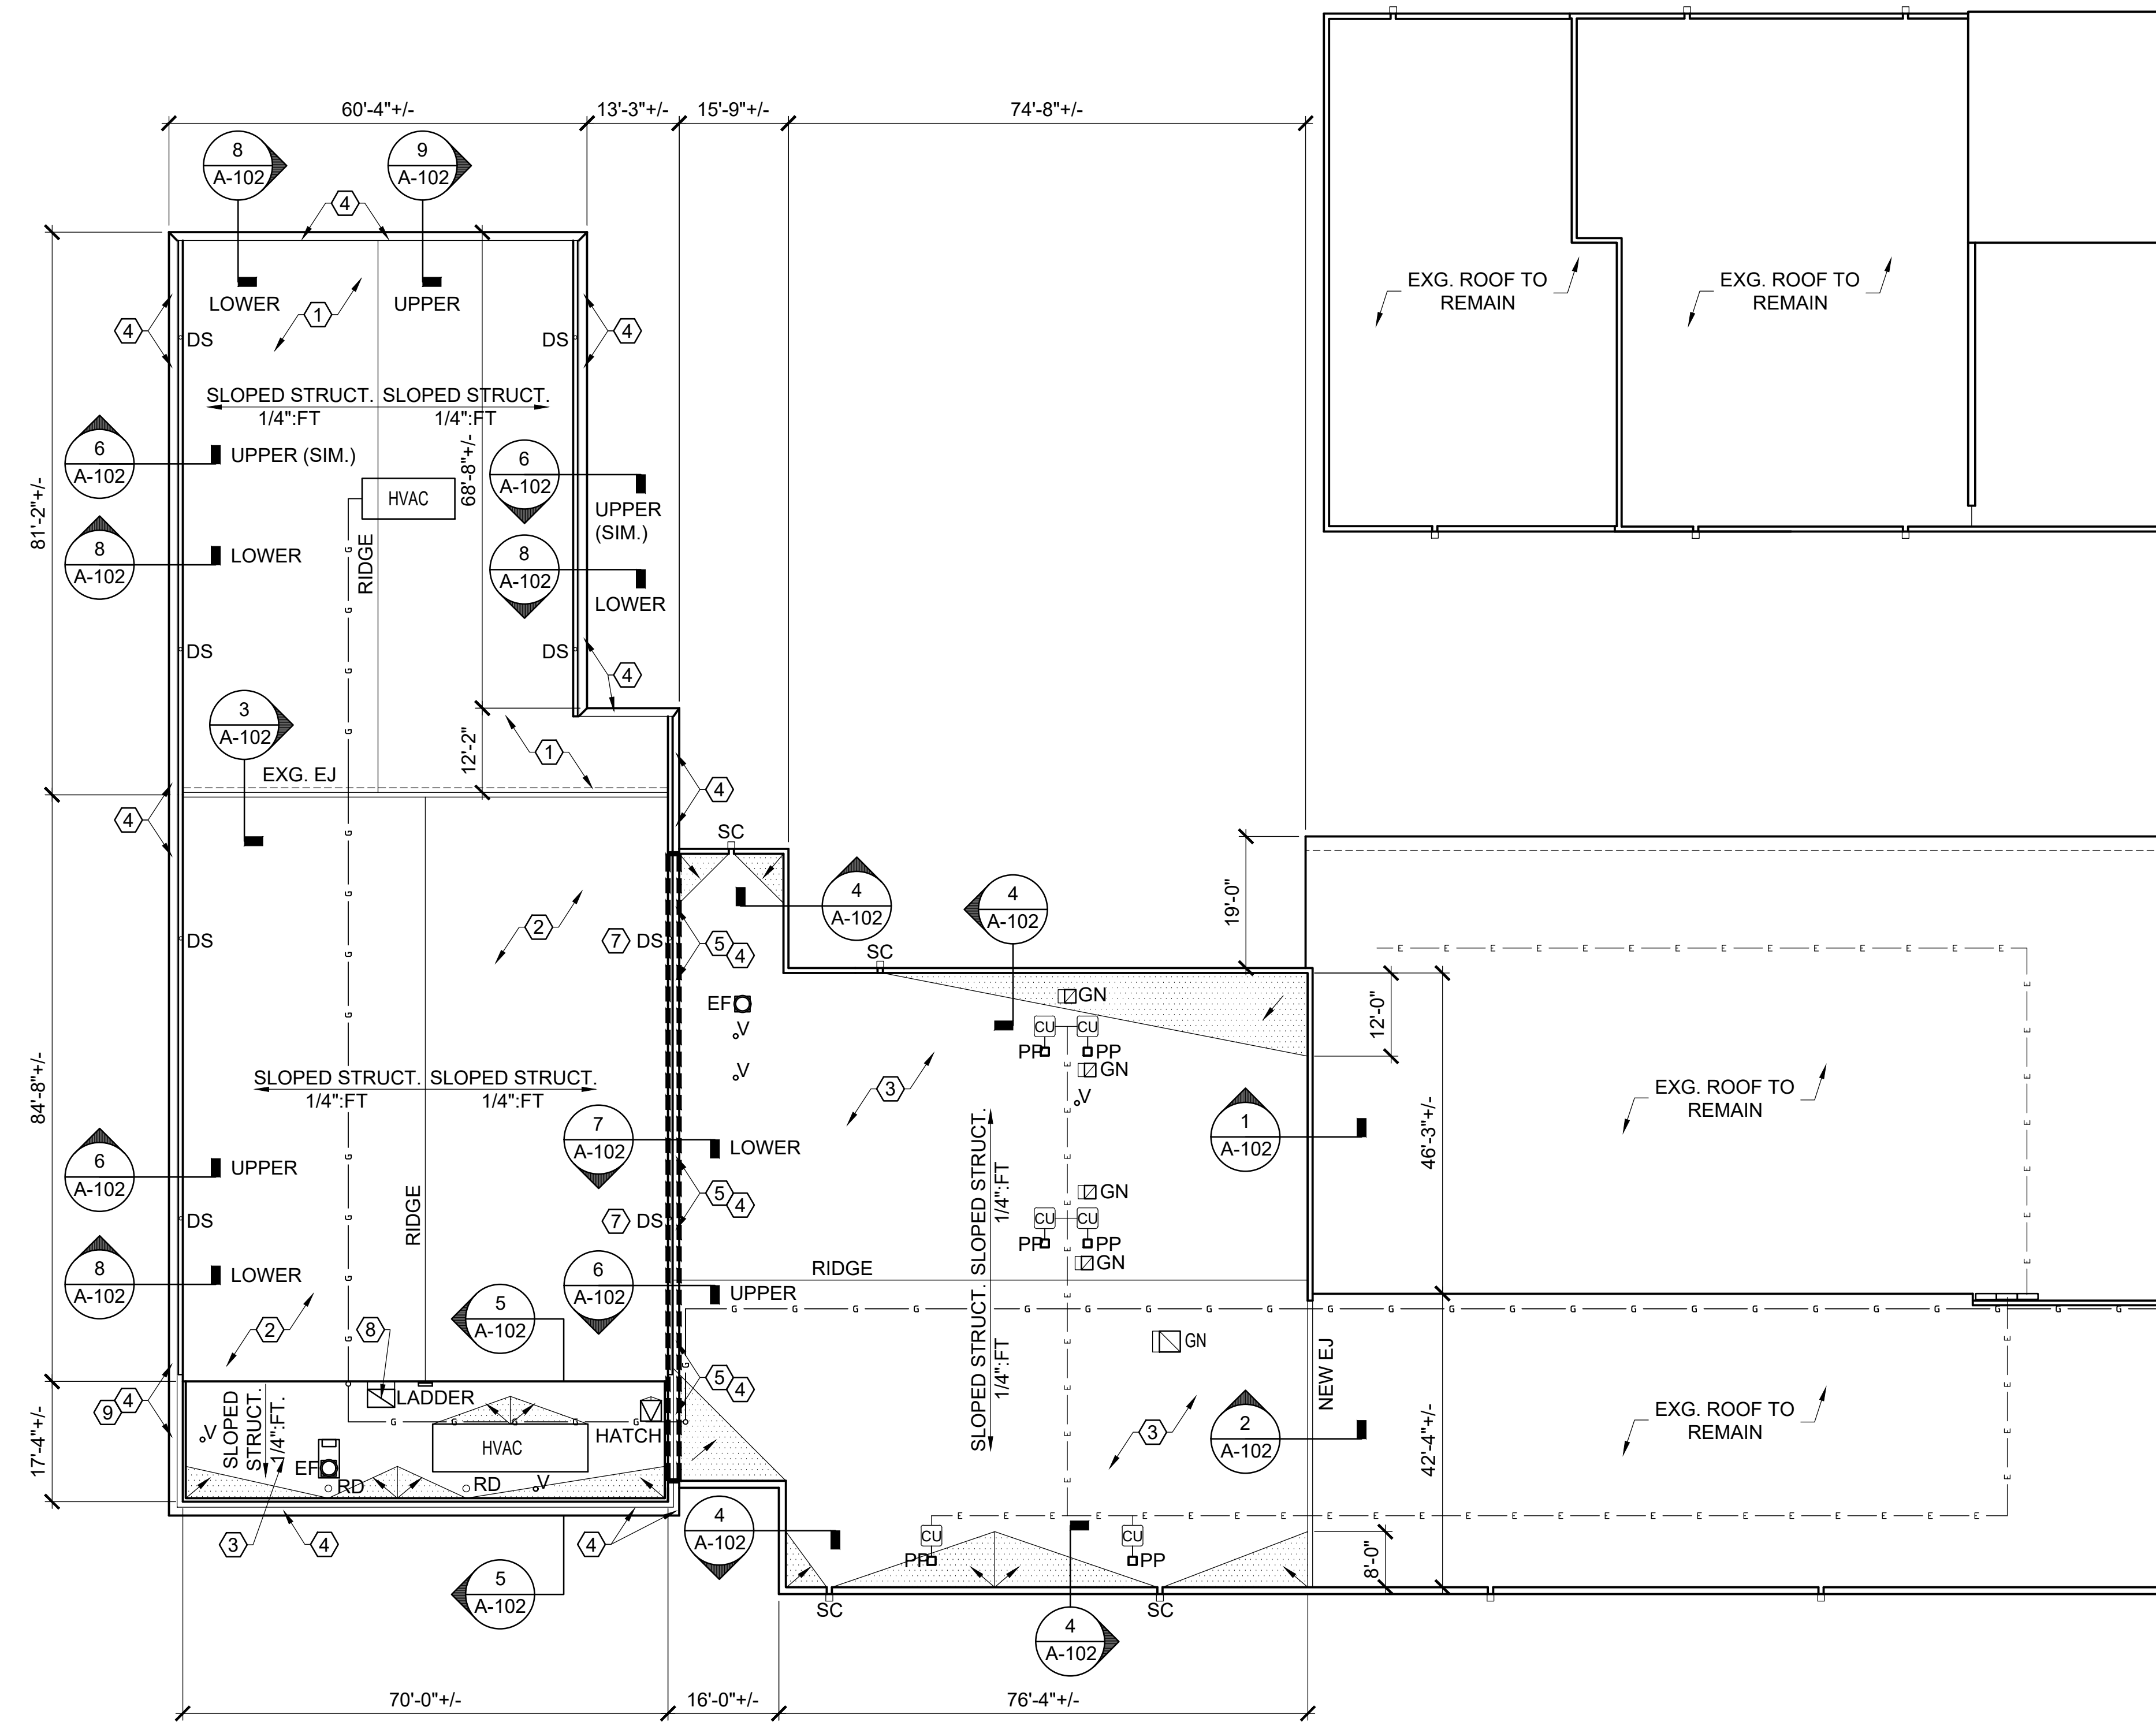 60'-4"+/-
13'-3"+/-
15'-9"+/-
74'-8"+/-
8
A-102
9
A-102
4
LOWER
UPPER
1
4
DS
DS
4
EXG. ROOF TO
REMAIN
EXG. ROOF TO
REMAIN
SLOPED STRUCT.
SLOPED STRUCT.
1/4":FT
1/4":FT
6
A-102
UPPER (SIM.)
68'-8"+/-
6
A-102
UPPER
(SIM.)
HVAC
81'-2"+/-
8
A-102
LOWER
RIDGE
8
A-102
LOWER
G
G
G
G
DS
DS
4
3
A-102
12'-2"
1
EXG. EJ
4
4
SC
G
G
G
G
2
4
A-102
4
A-102
19'-0"
DS
7
DS
5
4
SC
E E E E E E E E E E E E E E
EF
V
V
GN
CU
CU
PP
PP
GN
V
12'-0"
3
SLOPED STRUCT.
SLOPED STRUCT.
1/4":FT
1/4":FT
84'-8"+/-
7
A-102
LOWER
1
A-102
46'-3"+/-
EXG. ROOF TO
REMAIN
6
A-102
UPPER
5
4
GN
CU
CU
PP
PP
GN
DS
7
DS
RIDGE
SLOPED STRUCT.
1/4":FT
SLOPED STRUCT.
1/4":FT
8
A-102
LOWER
6
A-102
UPPER
RIDGE
G G G G G G G G G G G G G G G G G G G G G G G G
5
A-102
2
8
GN
NEW EJ
5
4
9
4
LADDER
SLOPED
STRUCT.
1/4":FT.
V
G G G G G
HATCH
HVAC
EF
RD
RD
V
17'-4"+/-
3
2
A-102
42'-4"+/-
EXG. ROOF TO
REMAIN
3
4
4
4
A-102
E E E E E E E E E E E E E E E E E E E E
CU
PP
CU
PP
8'-0"
5
A-102
SC
SC
4
A-102
70'-0"+/-
16'-0"+/-
76'-4"+/-